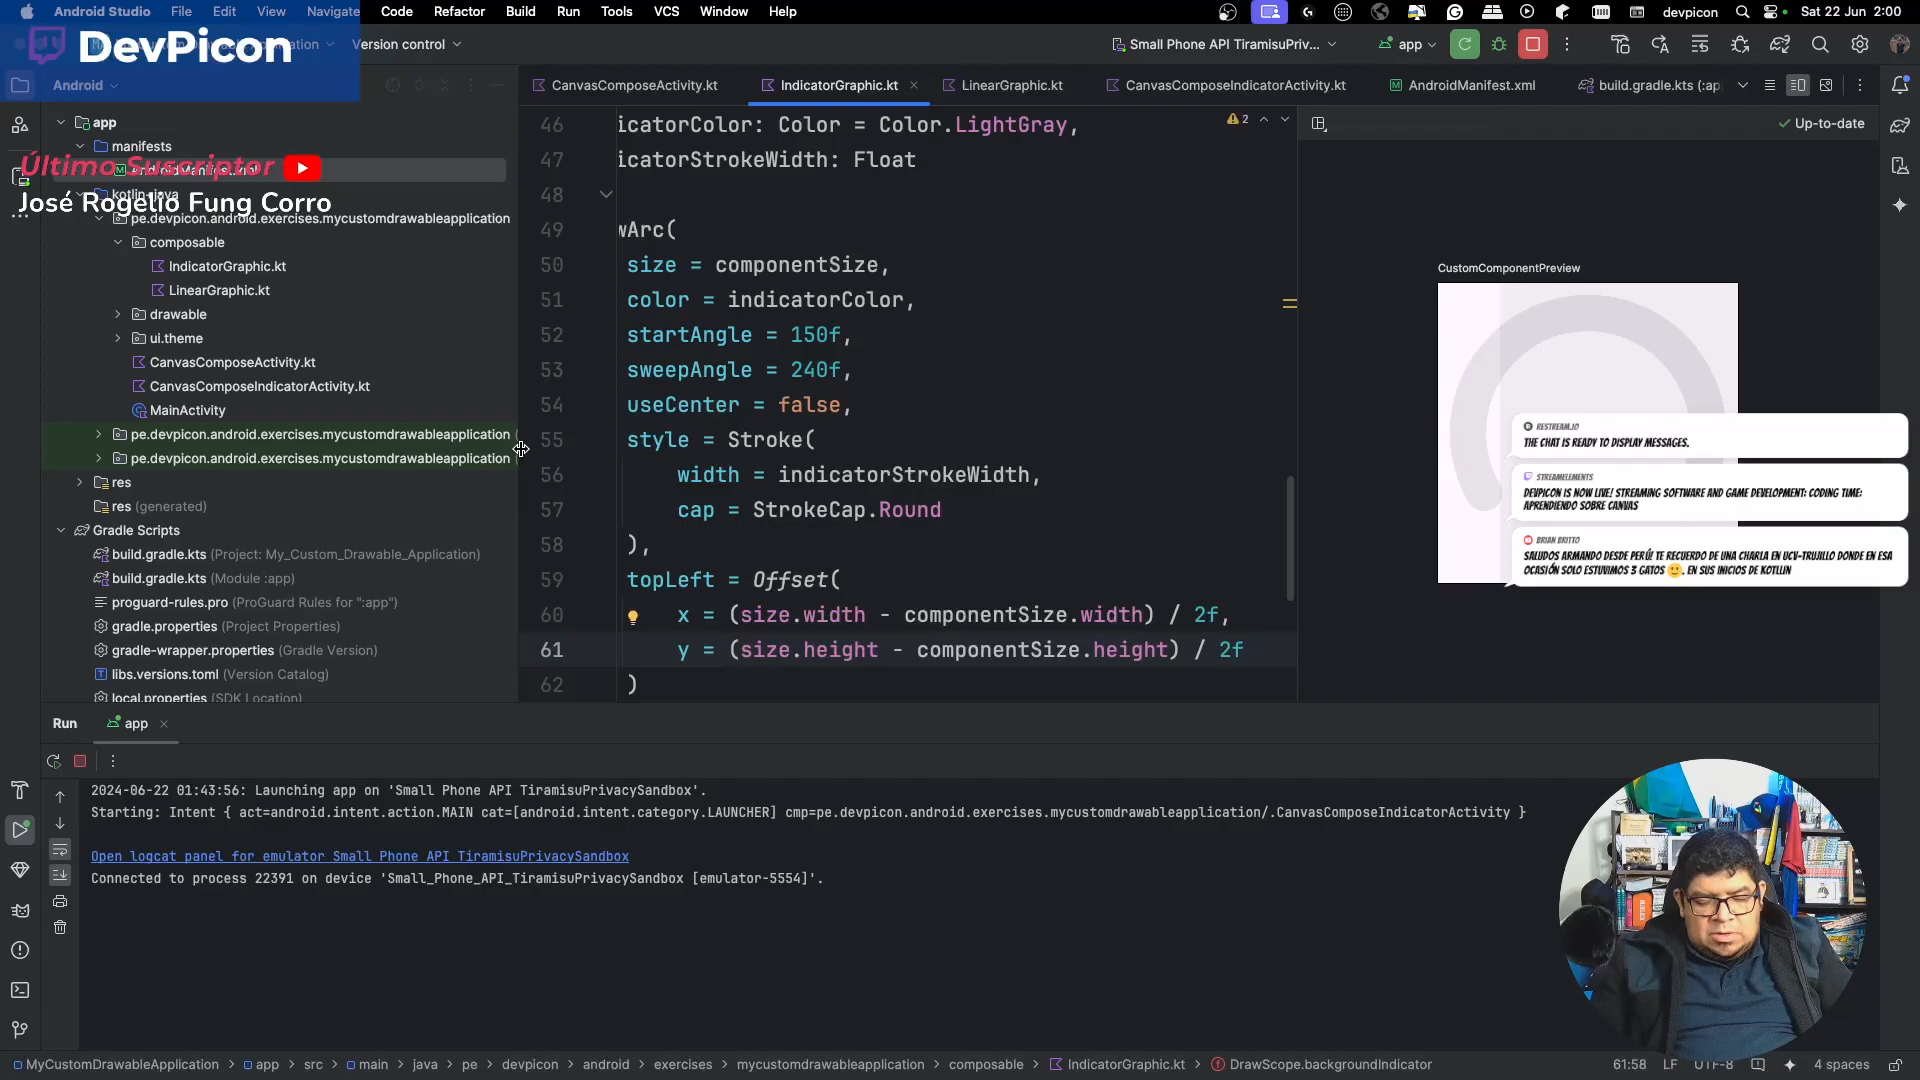 Android Studio File Edit View Navigate Code Refactor Build Run Tools VCS Window Help
devpicon Sat 22 Jun 2:00
DevPicon
Version control
Small Phone API TiramisuPriv...
app
Android
CanvasComposeActivity.kt
IndicatorGraphic.kt
LinearGraphic.kt
CanvasComposeIndicatorActivity.kt
AndroidManifest.xml
build.gradle.kts (:ap
app
manifests
Último Suscriptor
kotlin+java
José Rogelio Fung Corro
pe.devpicon.android.exercises.mycustomdrawableapplication
composable
IndicatorGraphic.kt
LinearGraphic.kt
drawable
ui.theme
CanvasComposeActivity.kt
CanvasComposeIndicatorActivity.kt
MainActivity
pe.devpicon.android.exercises.mycustomdrawableapplication
pe.devpicon.android.exercises.mycustomdrawableapplication
res
res (generated)
Gradle Scripts
build.gradle.kts (Project: My_Custom_Drawable_Application)
build.gradle.kts (Module :app)
proguard-rules.pro (ProGuard Rules for ":app")
gradle.properties (Project Properties)
gradle-wrapper.properties (Gradle Version)
libs.versions.toml (Version Catalog)
local.properties (SDK Location)
46 icatorColor: Color = Color.LightGray,
47 icatorStrokeWidth: Float
48
49 wArc(
50 size = componentSize,
51 color = indicatorColor,
52 startAngle = 150f,
53 sweepAngle = 240f,
54 useCenter = false,
55 style = Stroke(
56 width = indicatorStrokeWidth,
57 cap = StrokeCap.Round
58 ),
59 topLeft = Offset(
60 x = (size.width - componentSize.width) / 2f,
61 y = (size.height - componentSize.height) / 2f
62 )
2
Up-to-date
CustomComponentPreview
RESTREAM.IO
THE CHAT IS READY TO DISPLAY MESSAGES.
STREAMELEMENTS
DEVPICON IS NOW LIVE! STREAMING SOFTWARE AND GAME DEVELOPMENT: CODING TIME:
APRENDIENDO SOBRE CANVAS
BRIAN BRITTO
SALUDOS ARMANDO DESDE PERÚ! TE RECUERDO DE UNA CHARLA EN UCV-TRUJILLO DONDE EN ESA
OCASIÓN SOLO ESTUVIMOS 3 GATOS 🙂. EN SUS INICIOS DE KOTLIN
Run app
2024-06-22 01:43:56: Launching app on 'Small Phone API TiramisuPrivacySandbox'.
Starting: Intent { act=android.intent.action.MAIN cat=[android.intent.category.LAUNCHER] cmp=pe.devpicon.android.exercises.mycustomdrawableapplication/.CanvasComposeIndicatorActivity }
Open logcat panel for emulator Small Phone API TiramisuPrivacySandbox
Connected to process 22391 on device 'Small_Phone_API_TiramisuPrivacySandbox [emulator-5554]'.
MyCustomDrawableApplication > app > src > main > java > pe > devpicon > android > exercises > mycustomdrawableapplication > composable > IndicatorGraphic.kt > DrawScope.backgroundIndicator
61:58 LF UTF-8 4 spaces